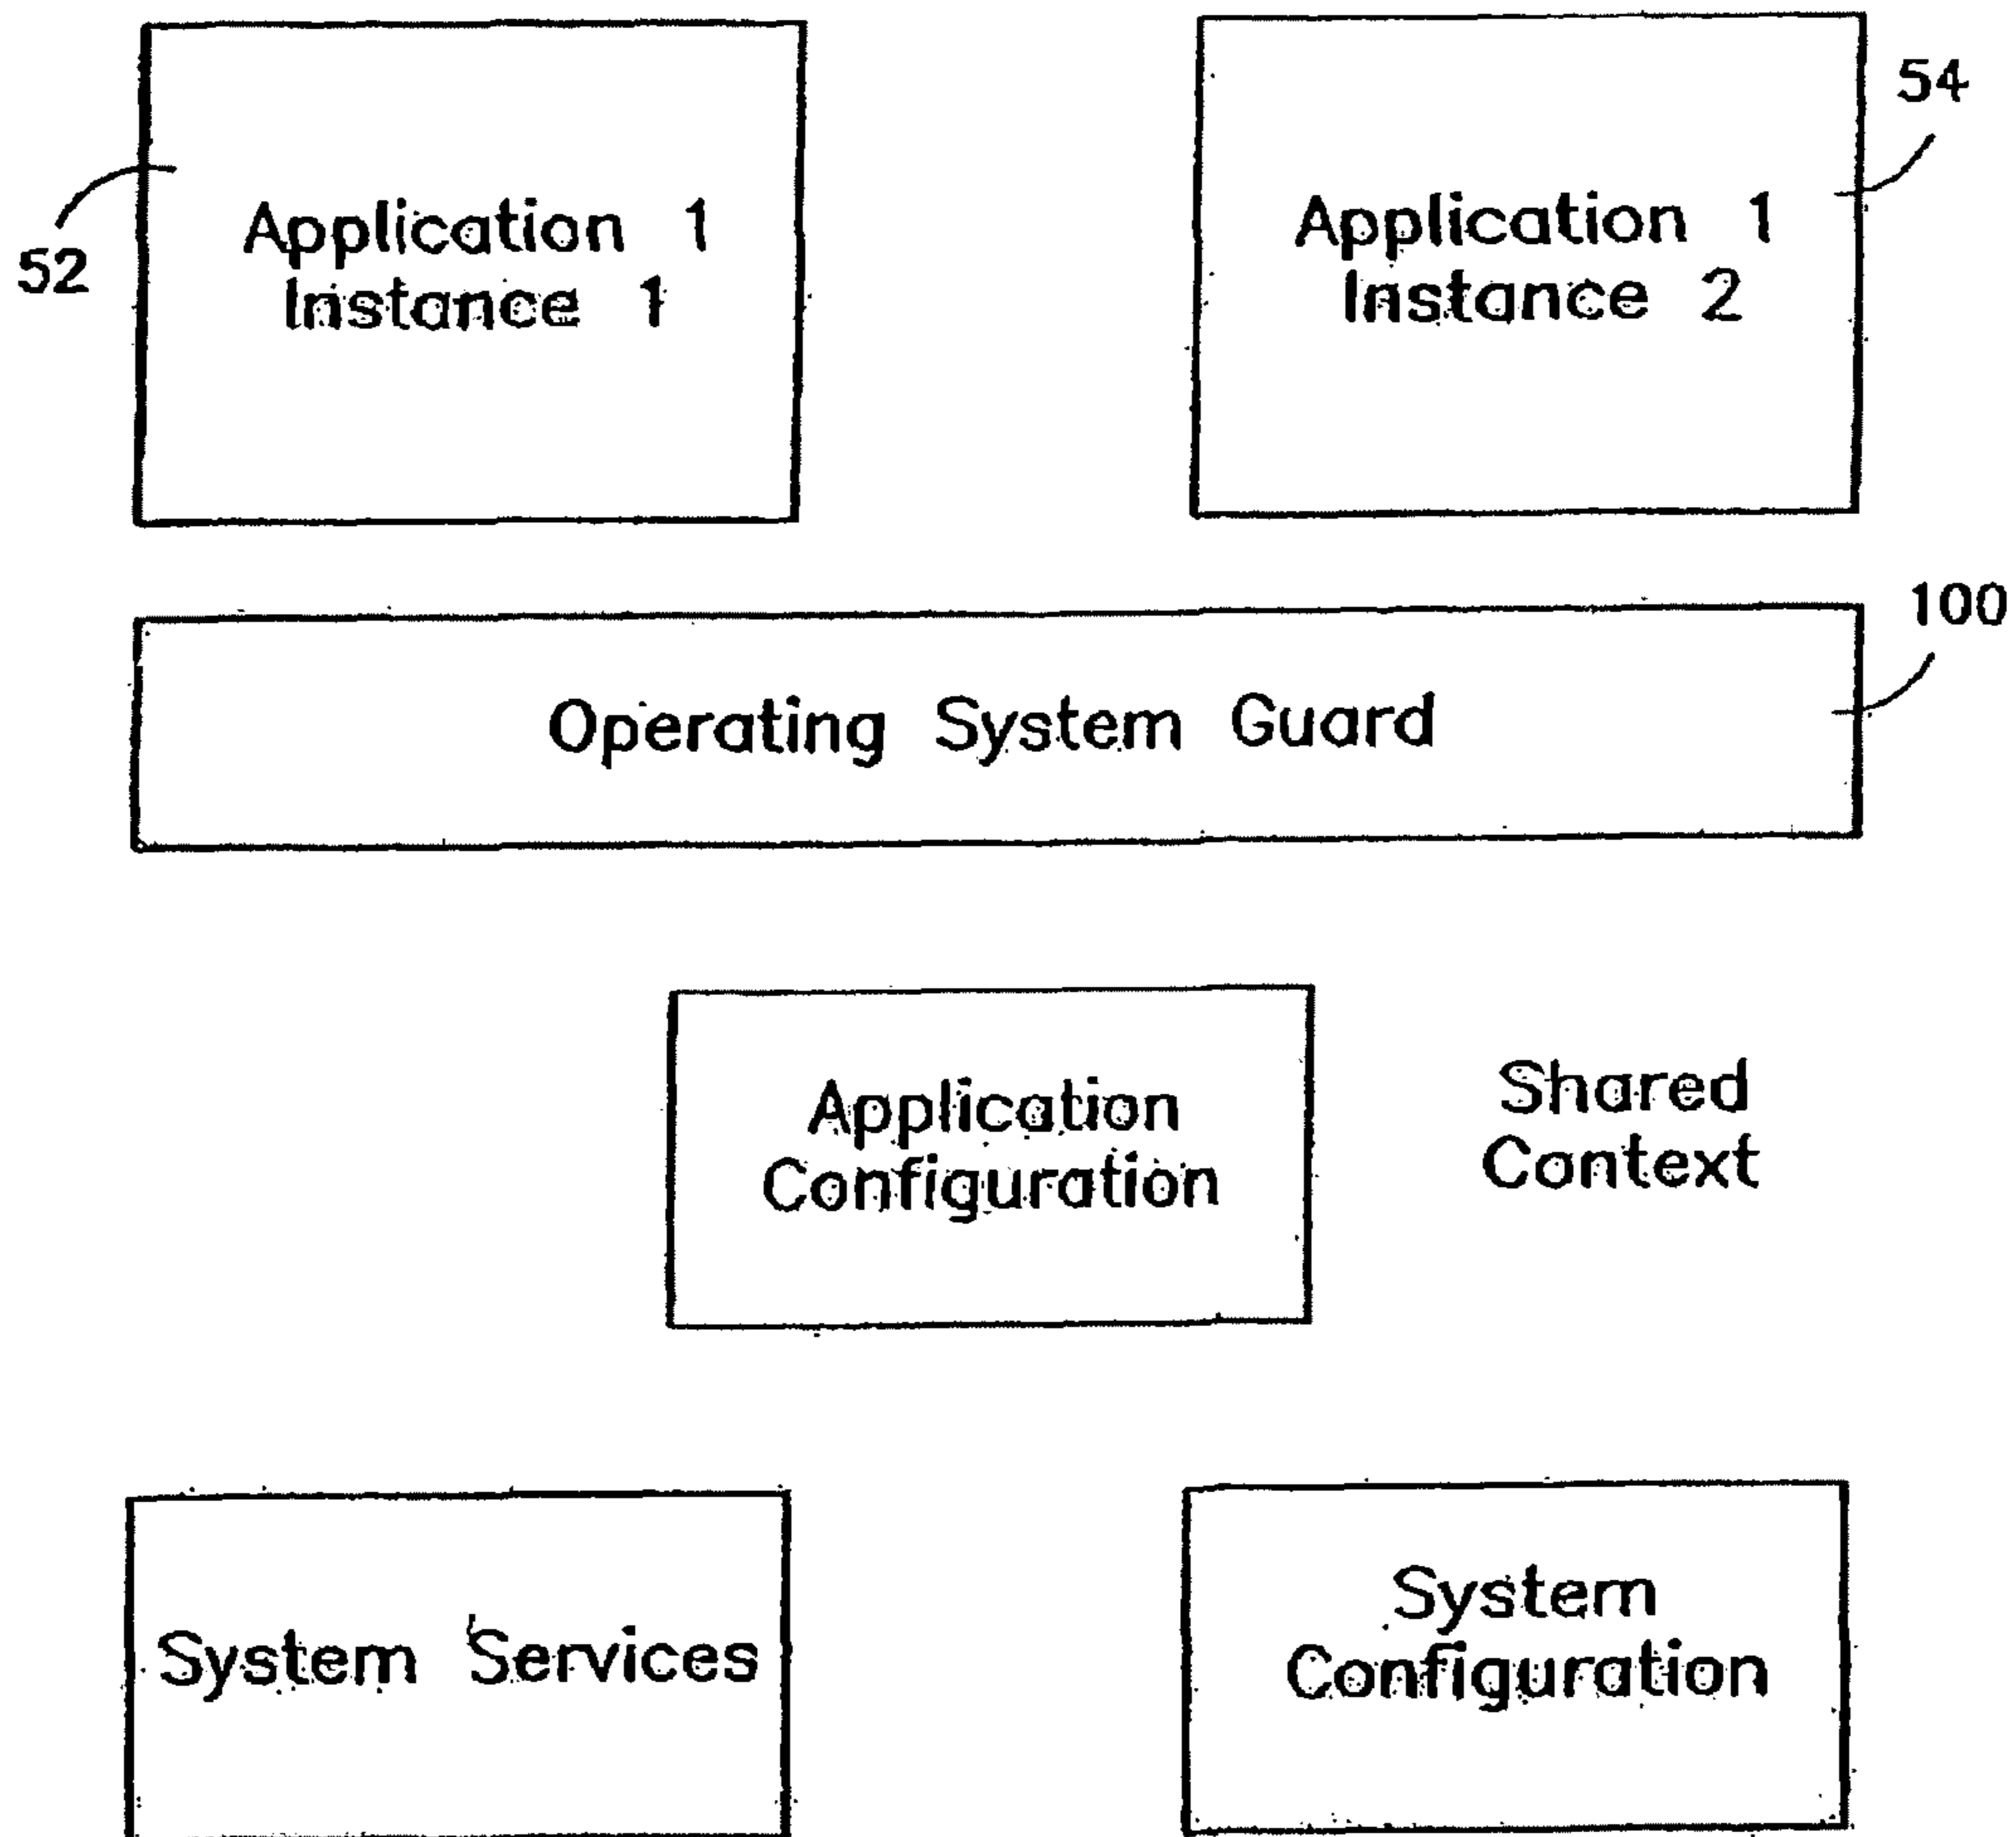 54
Application 1
Instance 1
Application 1
Instance 2
52
100
Operating System Guard
Application
Configuration
Shared
Context
System Services
System
Configuration